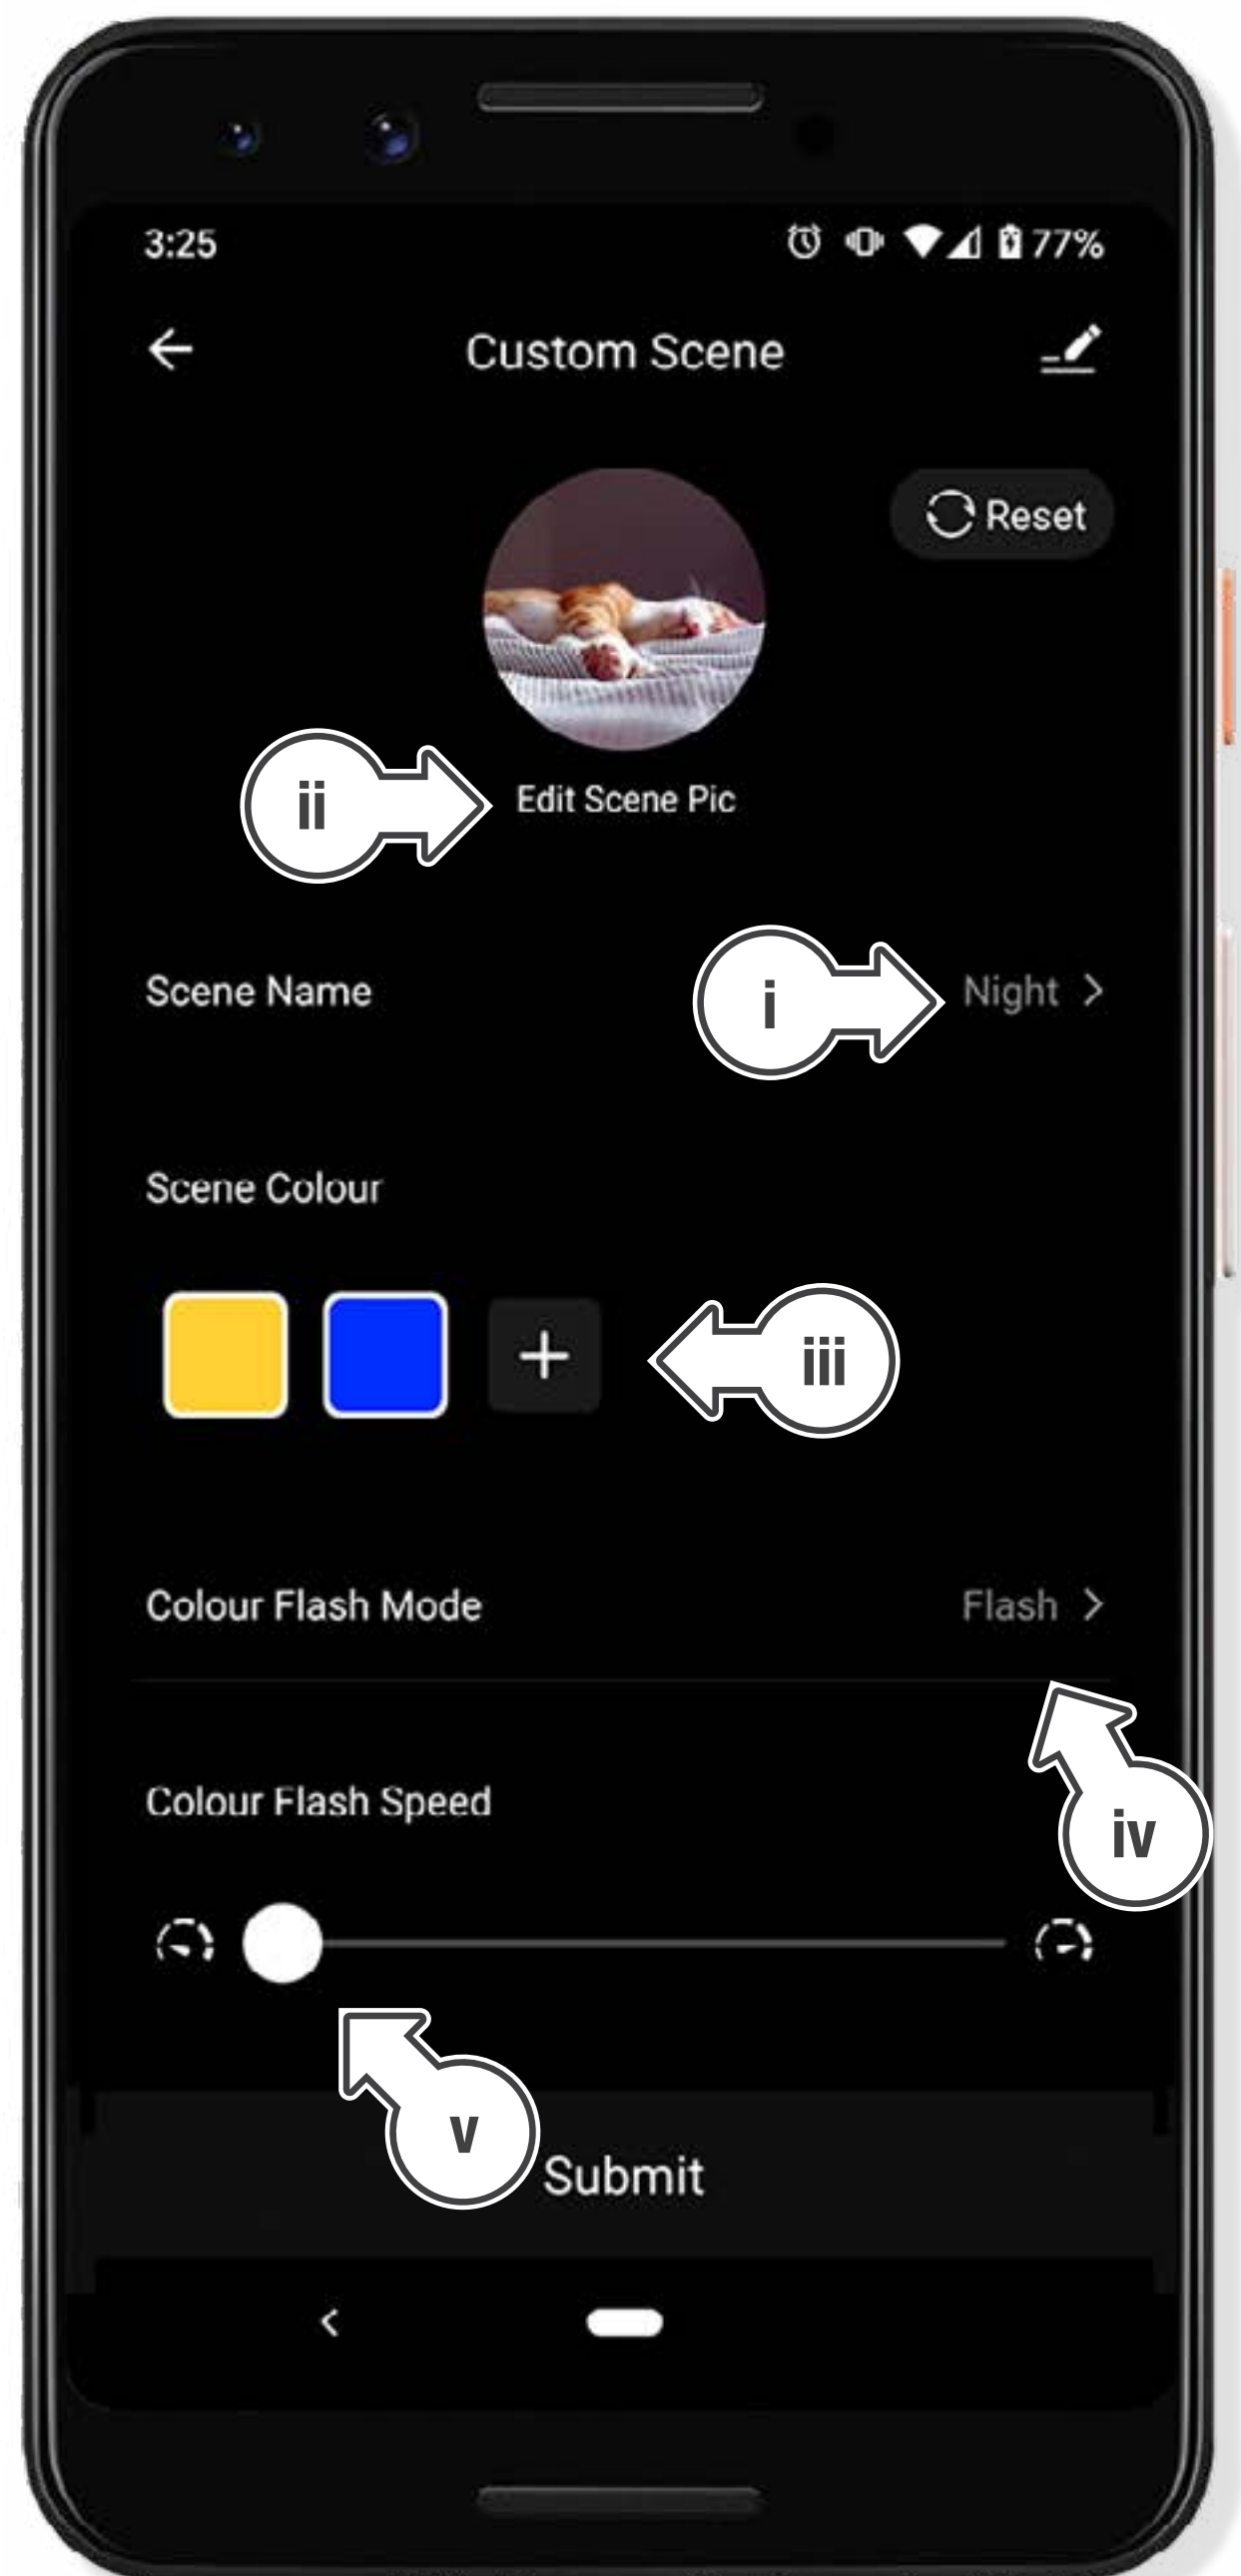 3:25 77%
Custom Scene
Reset
ii Edit Scene Pic
Scene Name i Night
Scene Colour
iii
Colour Flash Mode Flash
iv
Colour Flash Speed
v
Submit